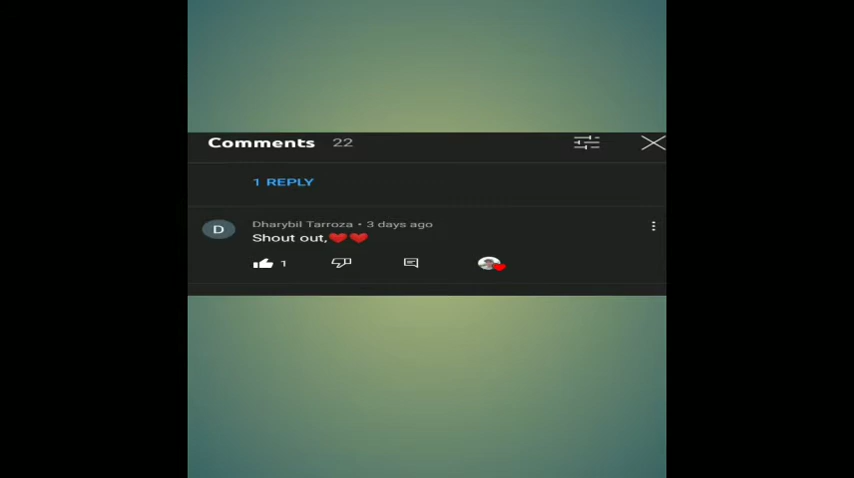 Comments 22
1 REPLY
D
Dharybil Tarroza • 3 days ago
Shout out,❤️❤️
1